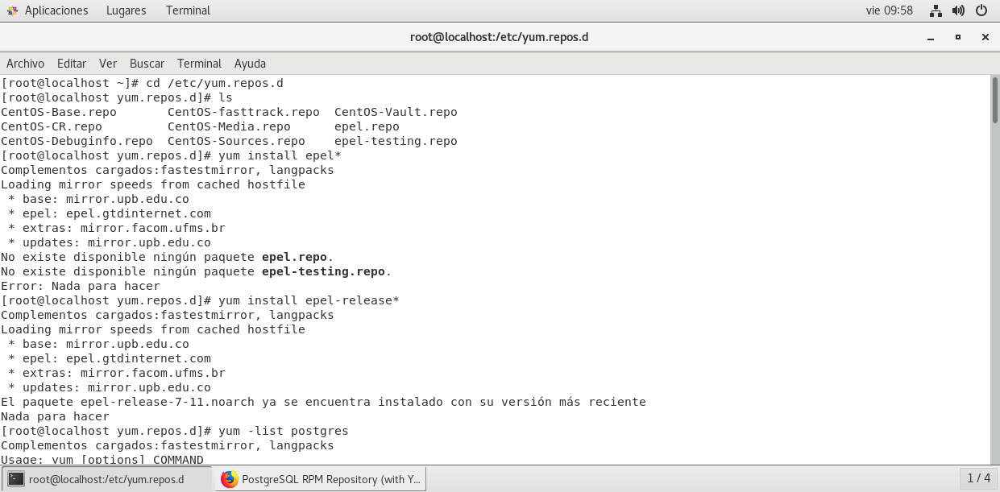 Aplicaciones Lugares Terminal vie 09:58
root@localhost:/etc/yum.repos.d
Archivo Editar Ver Buscar Terminal Ayuda
[root@localhost ~]# cd /etc/yum.repos.d
[root@localhost yum.repos.d]# ls
CentOS-Base.repo CentOS-fasttrack.repo CentOS-Vault.repo
CentOS-CR.repo CentOS-Media.repo epel.repo
CentOS-Debuginfo.repo CentOS-Sources.repo epel-testing.repo
[root@localhost yum.repos.d]# yum install epel*
Complementos cargados:fastestmirror, langpacks
Loading mirror speeds from cached hostfile
* base: mirror.upb.edu.co
* epel: epel.gtdinternet.com
* extras: mirror.facom.ufms.br
* updates: mirror.upb.edu.co
No existe disponible ningún paquete epel.repo.
No existe disponible ningún paquete epel-testing.repo.
Error: Nada para hacer
[root@localhost yum.repos.d]# yum install epel-release*
Complementos cargados:fastestmirror, langpacks
Loading mirror speeds from cached hostfile
* base: mirror.upb.edu.co
* epel: epel.gtdinternet.com
* extras: mirror.facom.ufms.br
* updates: mirror.upb.edu.co
El paquete epel-release-7-11.noarch ya se encuentra instalado con su versión más reciente
Nada para hacer
[root@localhost yum.repos.d]# yum -list postgres
Complementos cargados:fastestmirror, langpacks
Usage: yum [options] COMMAND
root@localhost:/etc/yum.repos.d PostgreSQL RPM Repository (with Y... 1 / 4